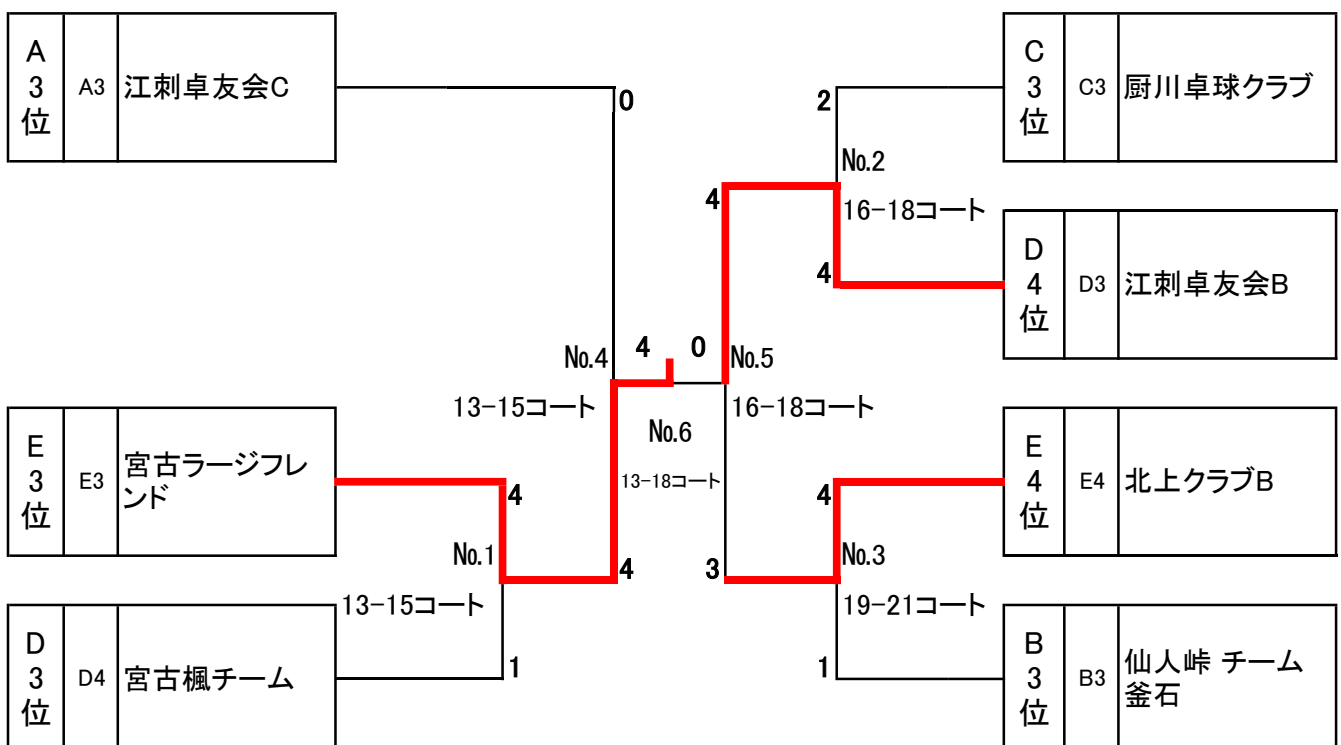 A
3
位
A3
江刺卓友会C
0
2
C
3
位
C3
厨川卓球クラブ
No.2
4
16-18コート
4
D
4
位
D3
江刺卓友会B
No.4
4
0
No.5
13-15コート
16-18コート
No.6
13-18コート
E
3
位
E3
宮古ラージフレ
ンド
4
No.1
4
13-15コート
1
D
3
位
D4
宮古楓チーム
E
4
位
E4
北上クラブB
4
No.3
3
19-21コート
1
B
3
位
B3
仙人峠 チーム
釜石